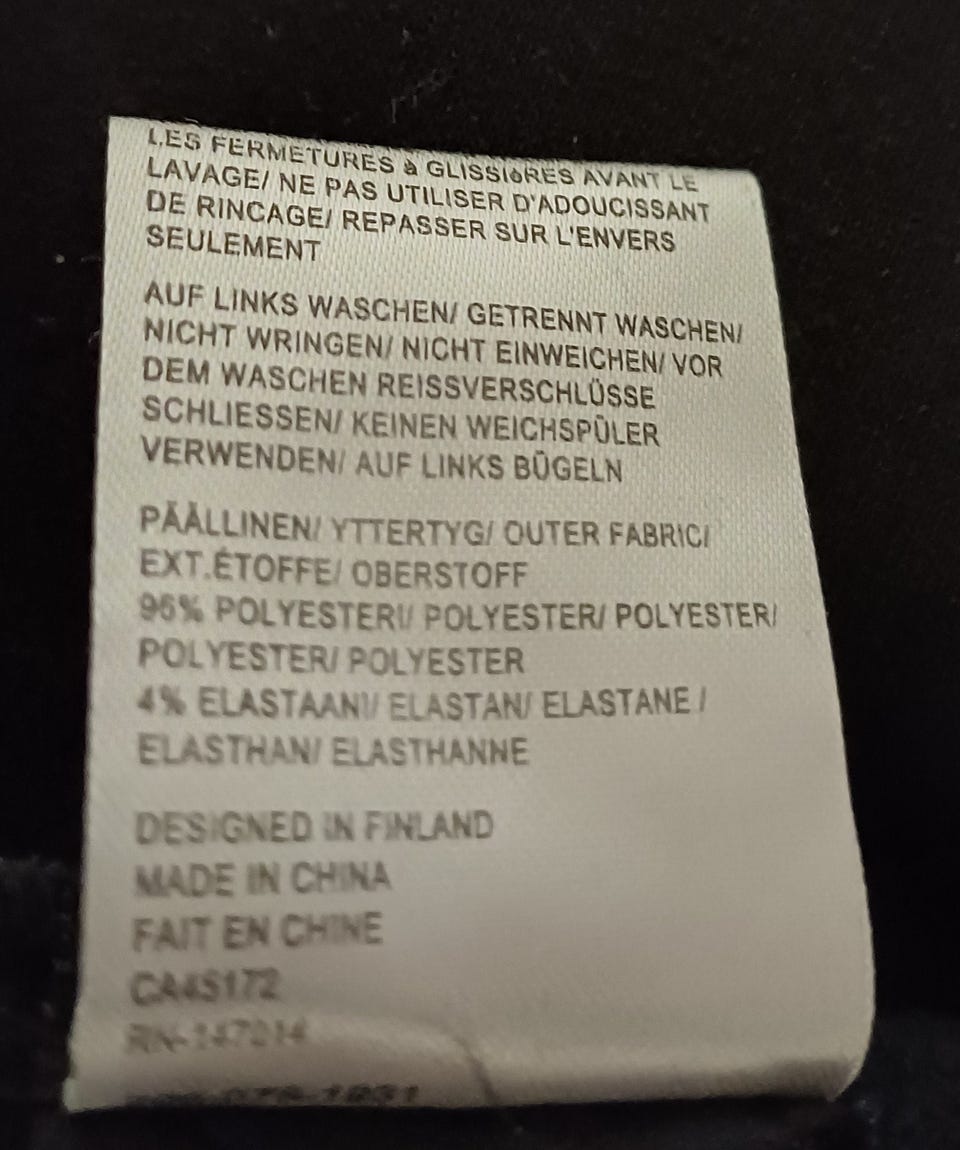 LES FERMETURES à GLISSIèRES AVANT LE
LAVAGE/ NE PAS UTILISER D'ADOUCISSANT
DE RINCAGE/ REPASSER SUR L'ENVERS
SEULEMENT
AUF LINKS WASCHEN/ GETRENNT WASCHEN/
NICHT WRINGEN/ NICHT EINWEICHEN/ VOR
DEM WASCHEN REISSVERSCHLÜSSE
SCHLIESSEN/ KEINEN WEICHSPÜLER
VERWENDEN/ AUF LINKS BÜGELN
PÄÄLLINEN/ YTTERTYG/ OUTER FABRIC/
EXT.ÉTOFFE/ OBERSTOFF
96% POLYESTERI/ POLYESTER/ POLYESTER/
POLYESTER/ POLYESTER
4% ELASTAANI/ ELASTAN/ ELASTANE /
ELASTHAN/ ELASTHANNE
DESIGNED IN FINLAND
MADE IN CHINA
FAIT EN CHINE
CA45172
RN-147214